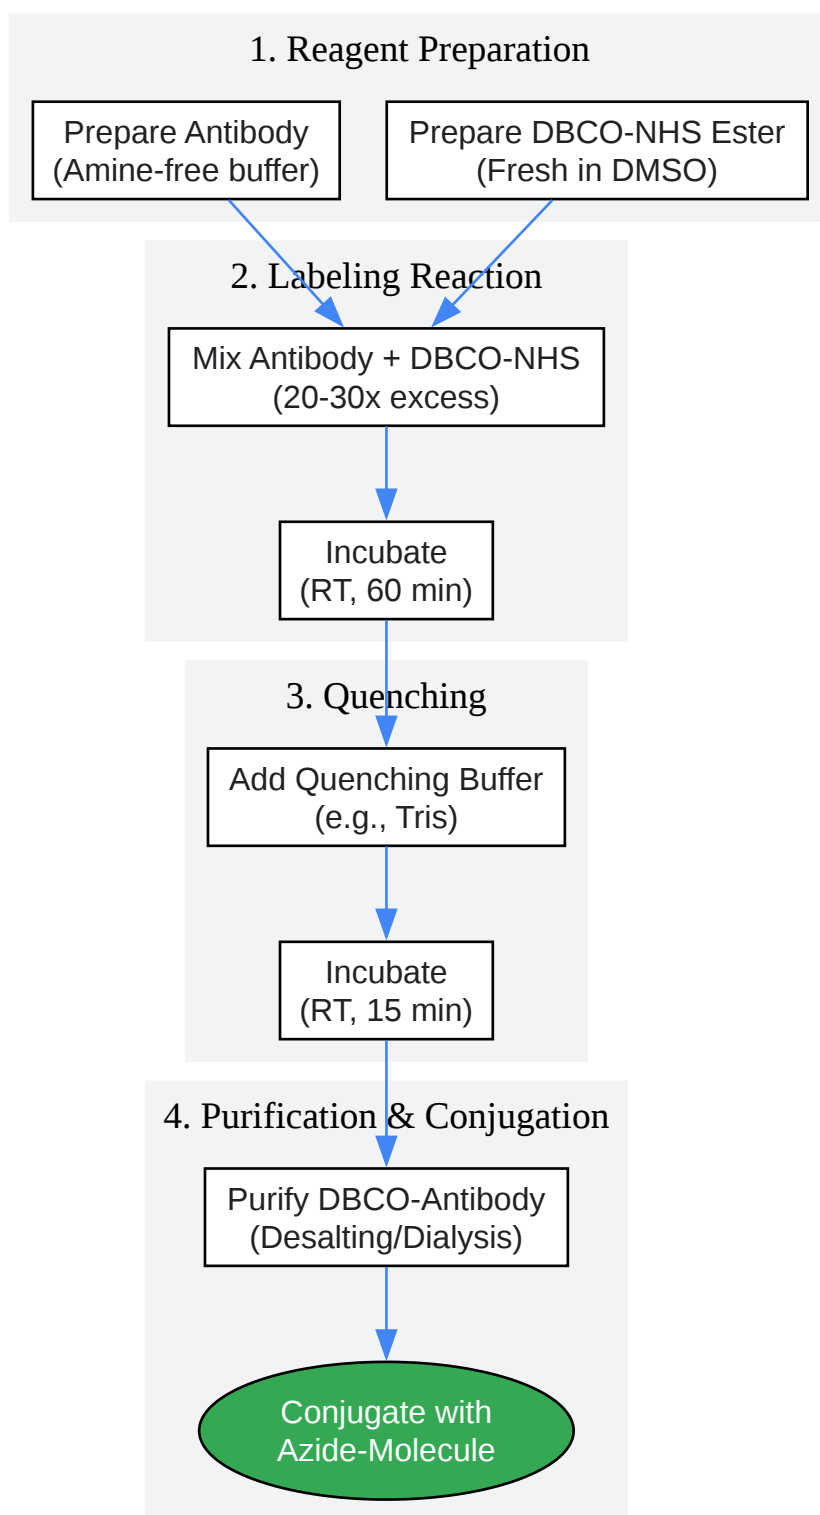 1. Reagent Preparation
Prepare Antibody
(Amine-free buffer)
Prepare DBCO-NHS Ester
(Fresh in DMSO)
2. Labeling Reaction
Mix Antibody + DBCO-NHS
(20-30x excess)
Incubate
(RT, 60 min)
3. Quenching
Add Quenching Buffer
(e.g., Tris)
Incubate
(RT, 15 min)
4. Purification & Conjugation
Purify DBCO-Antibody
(Desalting/Dialysis)
Conjugate with
Azide-Molecule